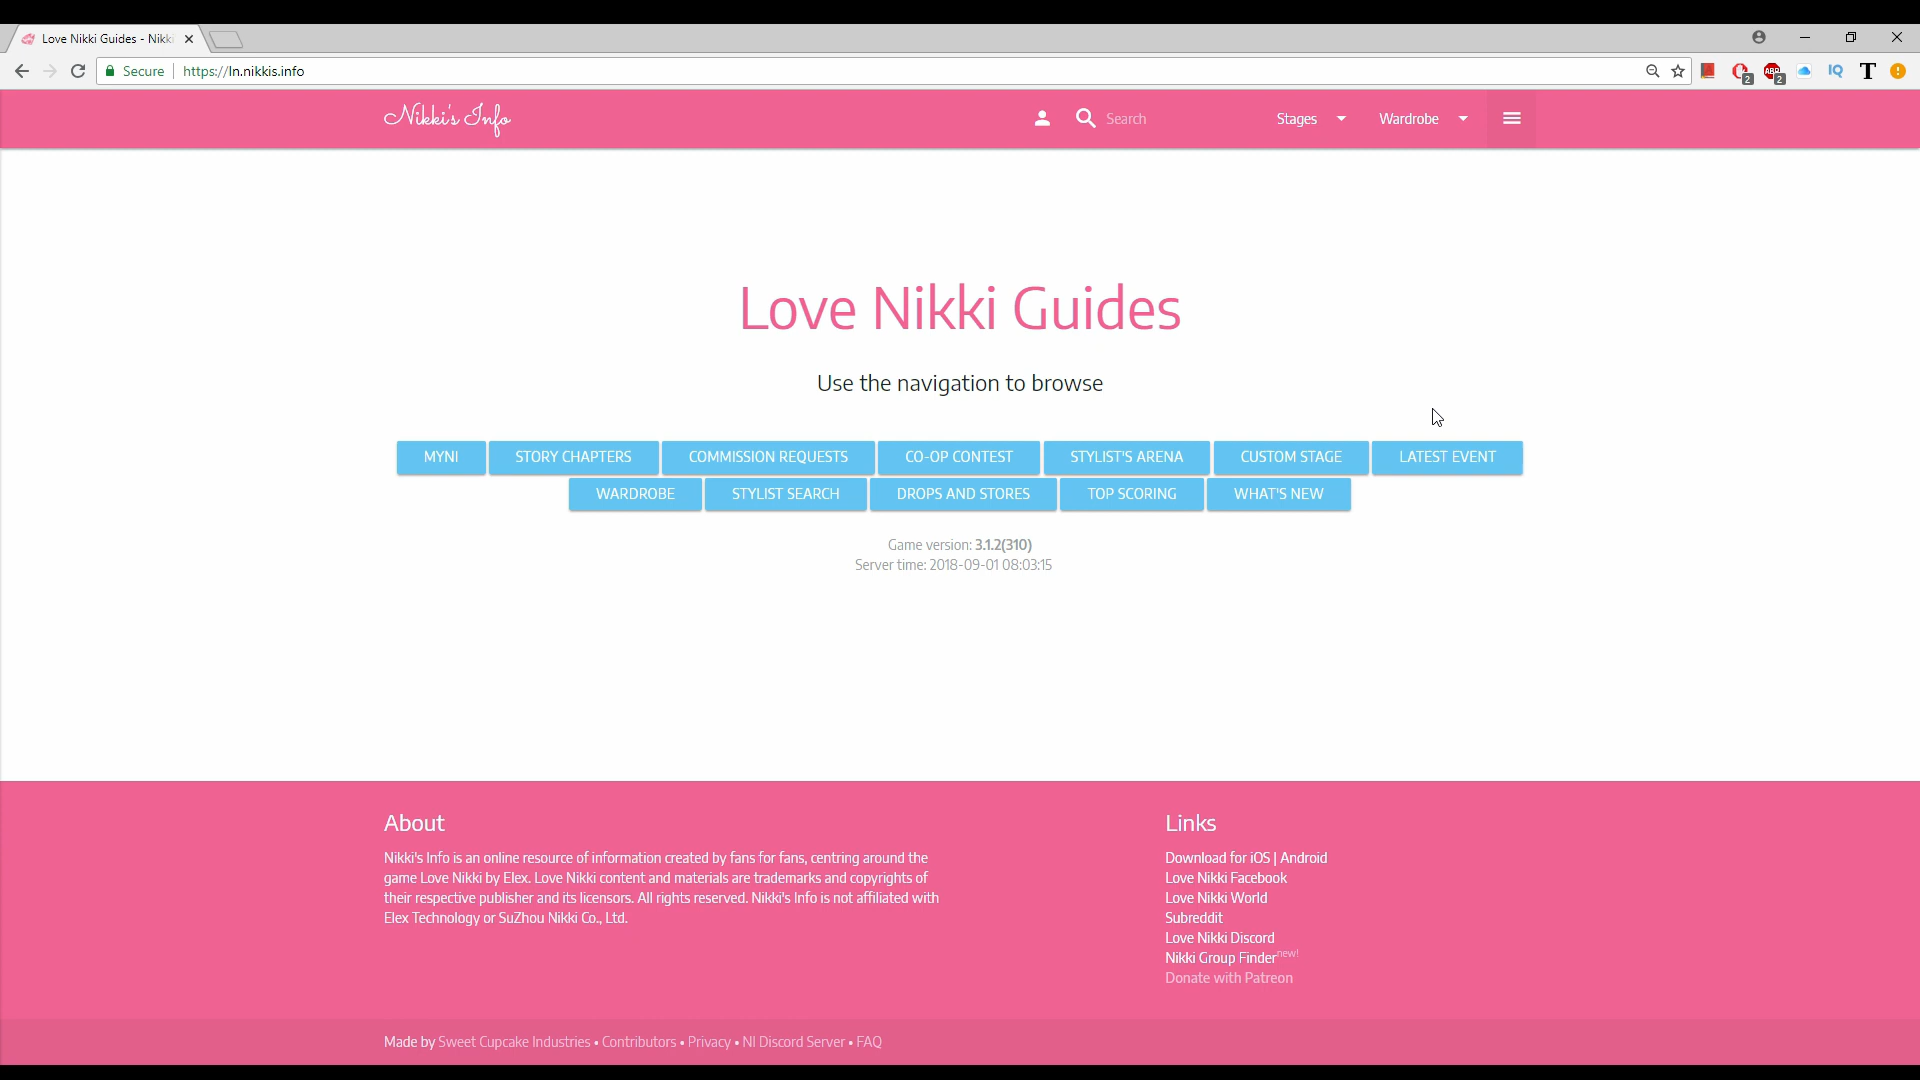 Love Nikki Guides - Nikki
Secure https://ln.nikkis.info
2 ABP 2 IQ T
Nikki's Info Search Stages Wardrobe
Love Nikki Guides
Use the navigation to browse
MYNI STORY CHAPTERS COMMISSION REQUESTS CO-OP CONTEST STYLIST'S ARENA CUSTOM STAGE LATEST EVENT
WARDROBE STYLIST SEARCH DROPS AND STORES TOP SCORING WHAT'S NEW
Game version: 3.1.2(310)
Server time: 2018-09-01 08:03:15
About
Nikki's Info is an online resource of information created by fans for fans, centring around the
game Love Nikki by Elex. Love Nikki content and materials are trademarks and copyrights of
their respective publisher and its licensors. All rights reserved. Nikki's Info is not affiliated with
Elex Technology or SuZhou Nikki Co., Ltd.
Links
Download for iOS | Android
Love Nikki Facebook
Love Nikki World
Subreddit
Love Nikki Discord
Nikki Group Finder new!
Donate with Patreon
Made by Sweet Cupcake Industries • Contributors • Privacy • NI Discord Server • FAQ